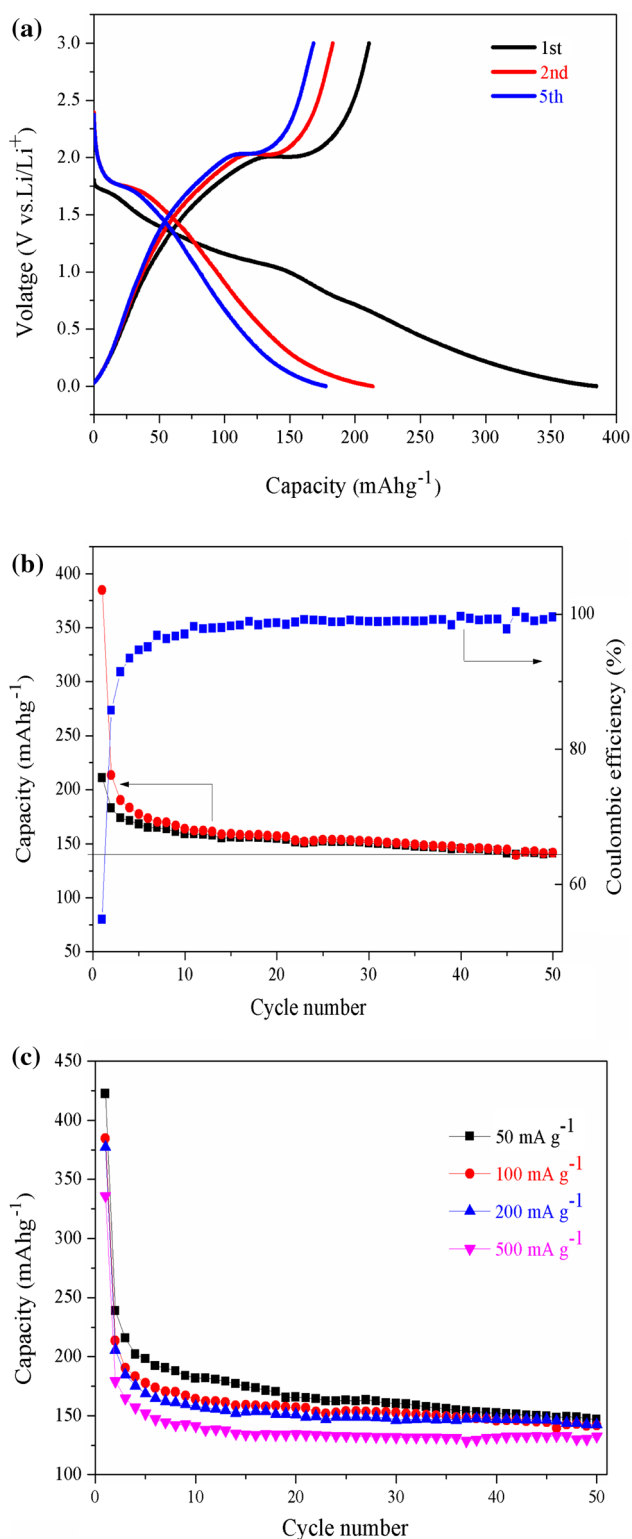 (a)
3.0
2.5
2.0
1.5
1.0
0.5
0.0
Volatge (V vs.Li/Li+)
1st
2nd
5th
0 50 100 150 200 250 300 350 400
Capacity (mAhg-1)
(b)
400
350
300
250
200
150
100
50
Capacity (mAhg-1)
100
80
60
Coulombic efficiency (%)
0 10 20 30 40 50
Cycle number
(c)
450
400
350
300
250
200
150
100
Capacity (mAhg-1)
50 mA g-1
100 mA g-1
200 mA g-1
500 mA g-1
0 10 20 30 40 50
Cycle number